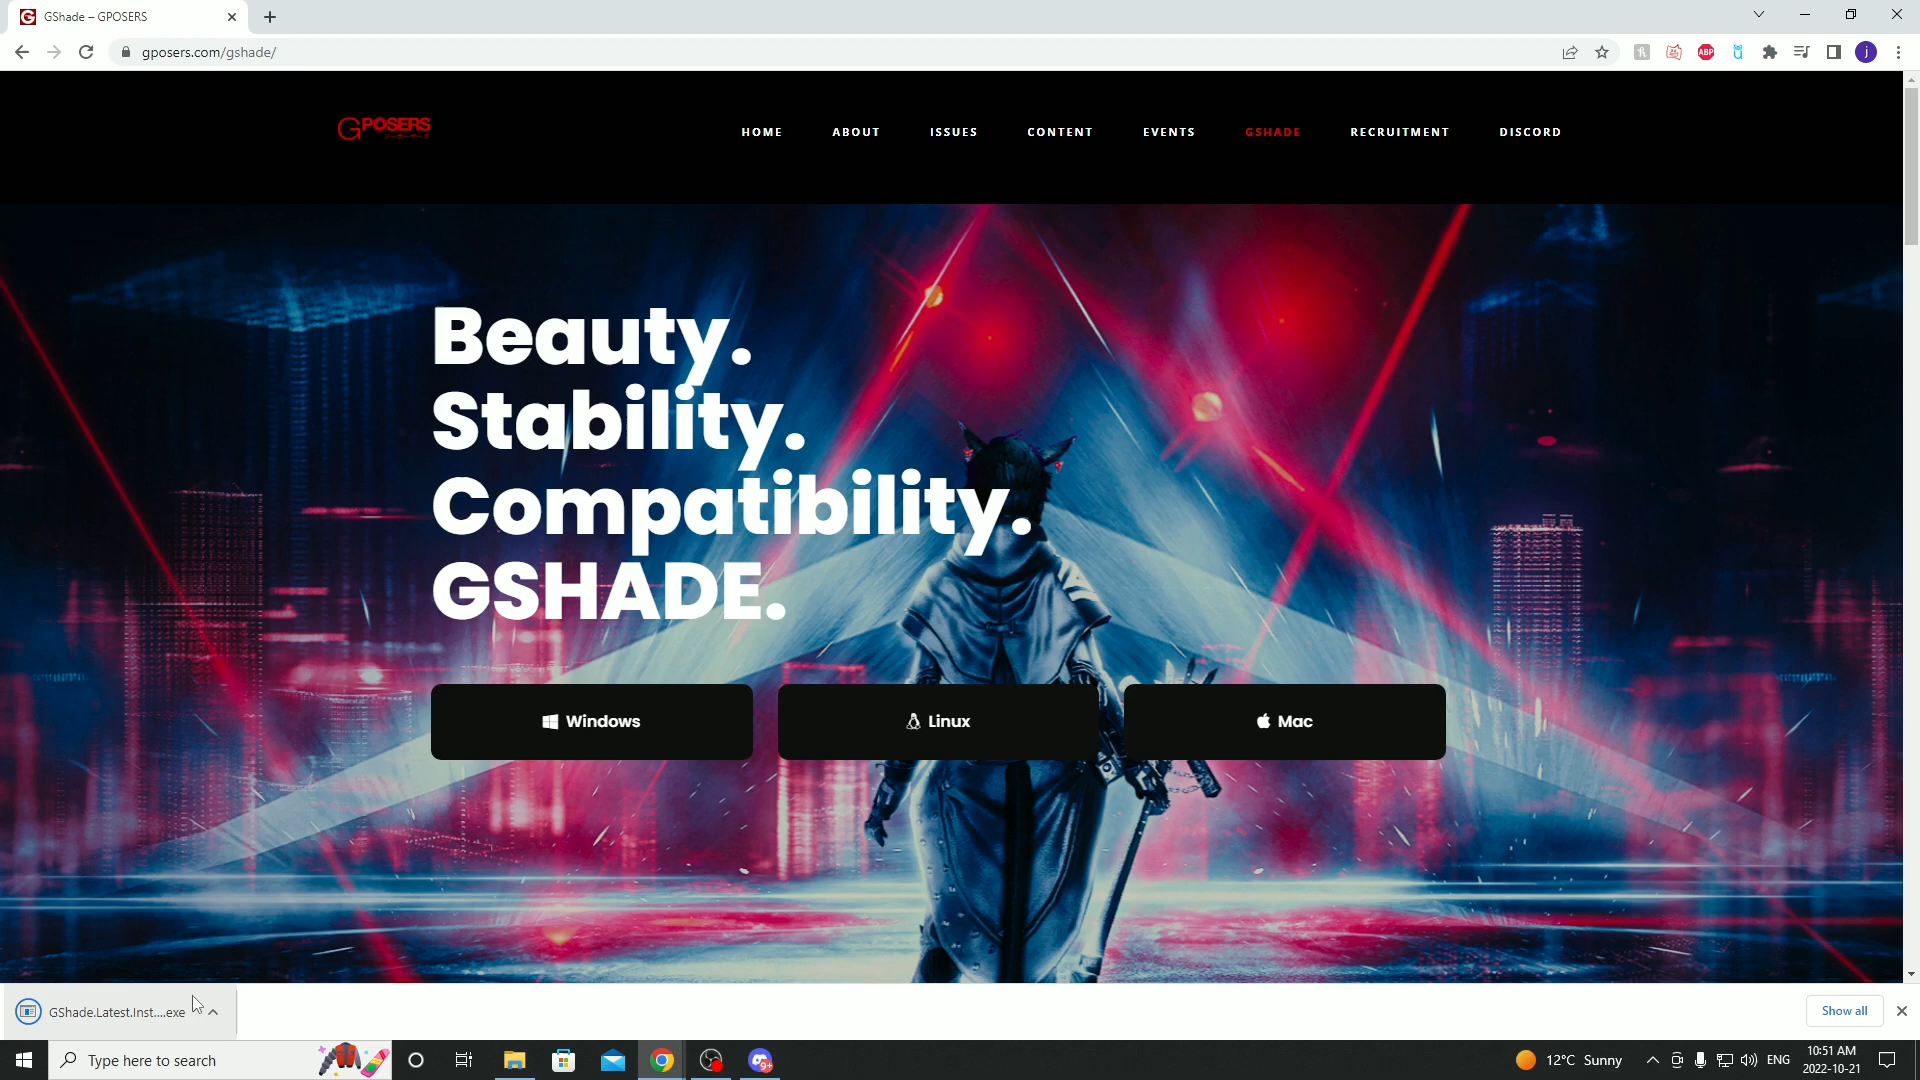 GShade – GPOSERS
gposers.com/gshade/
ABP
j
GPOSERS
HOME
ABOUT
ISSUES
CONTENT
EVENTS
GSHADE
RECRUITMENT
DISCORD
Beauty.
Stability.
Compatibility.
GSHADE.
Windows
Linux
Mac
GShade.Latest.Inst....exe
Show all
Type here to search
9+
12°C Sunny
ENG
10:51 AM
2022-10-21